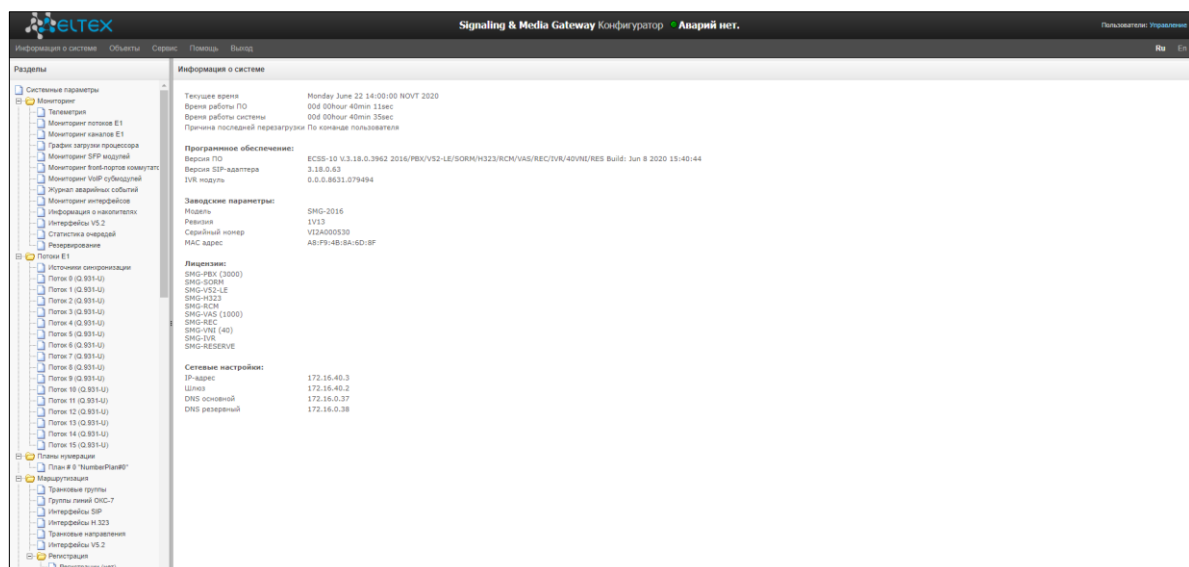 ELTEX
Signaling & Media Gateway Конфигуратор Аварий нет.
Пользователи: Управление
Информация о системе Объекты Сервис Помощь Выход
Ru En
Разделы
Системные параметры
Мониторинг
Телеметрия
Мониторинг потоков E1
Мониторинг каналов E1
График загрузки процессора
Мониторинг SFP модулей
Мониторинг front-портов коммутатс
Мониторинг VoIP субмодулей
Журнал аварийных событий
Мониторинг интерфейсов
Информация о накопителях
Интерфейсы V5.2
Статистика очередей
Резервирование
Потоки E1
Источники синхронизации
Поток 0 (Q.931-U)
Поток 1 (Q.931-U)
Поток 2 (Q.931-U)
Поток 3 (Q.931-U)
Поток 4 (Q.931-U)
Поток 5 (Q.931-U)
Поток 6 (Q.931-U)
Поток 7 (Q.931-U)
Поток 8 (Q.931-U)
Поток 9 (Q.931-U)
Поток 10 (Q.931-U)
Поток 11 (Q.931-U)
Поток 12 (Q.931-U)
Поток 13 (Q.931-U)
Поток 14 (Q.931-U)
Поток 15 (Q.931-U)
Планы нумерации
План # 0 "NumberPlan#0"
Маршрутизация
Транковые группы
Группы линий ОКС-7
Интерфейсы SIP
Интерфейсы H.323
Транковые направления
Интерфейсы V5.2
Регистрация
Информация о системе
Текущее время Monday June 22 14:00:00 NOVT 2020
Время работы ПО 00d 00hour 40min 11sec
Время работы системы 00d 00hour 40min 35sec
Причина последней перезагрузки По команде пользователя
Программное обеспечение:
Версия ПО ECSS-10 V.3.18.0.3962 2016/PBX/V52-LE/SORM/H323/RCM/VAS/REC/IVR/40VNI/RES Build: Jun 8 2020 15:40:44
Версия SIP-адаптера 3.18.0.63
IVR модуль 0.0.0.8631.079494
Заводские параметры:
Модель SMG-2016
Ревизия 1V13
Серийный номер VI2A000530
MAC адрес A8:F9:4B:8A:6D:8F
Лицензии:
SMG-PBX (3000)
SMG-SORM
SMG-V52-LE
SMG-H323
SMG-RCM
SMG-VAS (1000)
SMG-REC
SMG-VNI (40)
SMG-IVR
SMG-RESERVE
Сетевые настройки:
IP-адрес 172.16.40.3
Шлюз 172.16.40.2
DNS основной 172.16.0.37
DNS резервный 172.16.0.38